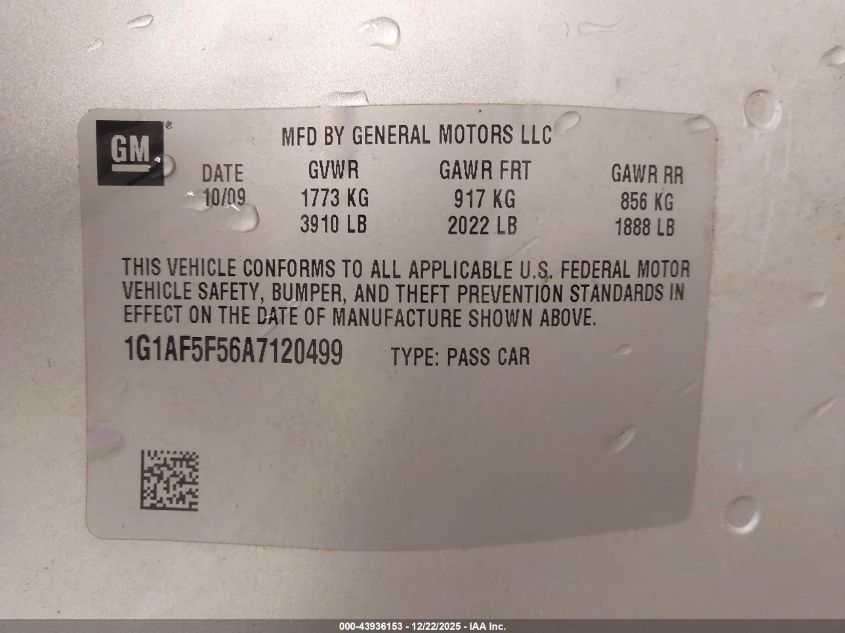 GM ®
MFD BY GENERAL MOTORS LLC
DATE GVWR GAWR FRT GAWR RR
10/09 1773 KG 917 KG 856 KG
3910 LB 2022 LB 1888 LB
THIS VEHICLE CONFORMS TO ALL APPLICABLE U.S. FEDERAL MOTOR
VEHICLE SAFETY, BUMPER, AND THEFT PREVENTION STANDARDS IN
EFFECT ON THE DATE OF MANUFACTURE SHOWN ABOVE.
1G1AF5F56A7120499 TYPE: PASS CAR
000-43936153 - 12/22/2025 - IAA Inc.